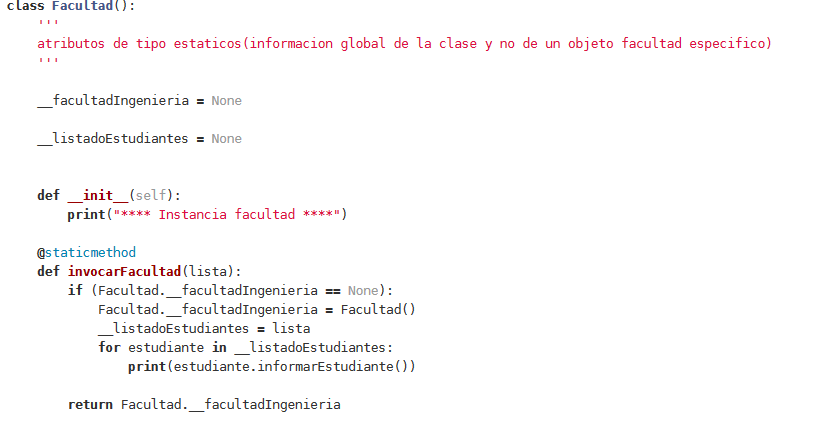 class Facultad():
    '''
    atributos de tipo estaticos(informacion global de la clase y no de un objeto facultad especifico)
    '''
    __facultadIngenieria = None
    __listadoEstudiantes = None
    def __init__(self):
        print("**** Instancia facultad ****")
    @staticmethod
    def invocarFacultad(lista):
        if (Facultad.__facultadIngenieria == None):
            Facultad.__facultadIngenieria = Facultad()
            __listadoEstudiantes = lista
            for estudiante in __listadoEstudiantes:
                print(estudiante.informarEstudiante())
        return Facultad.__facultadIngenieria